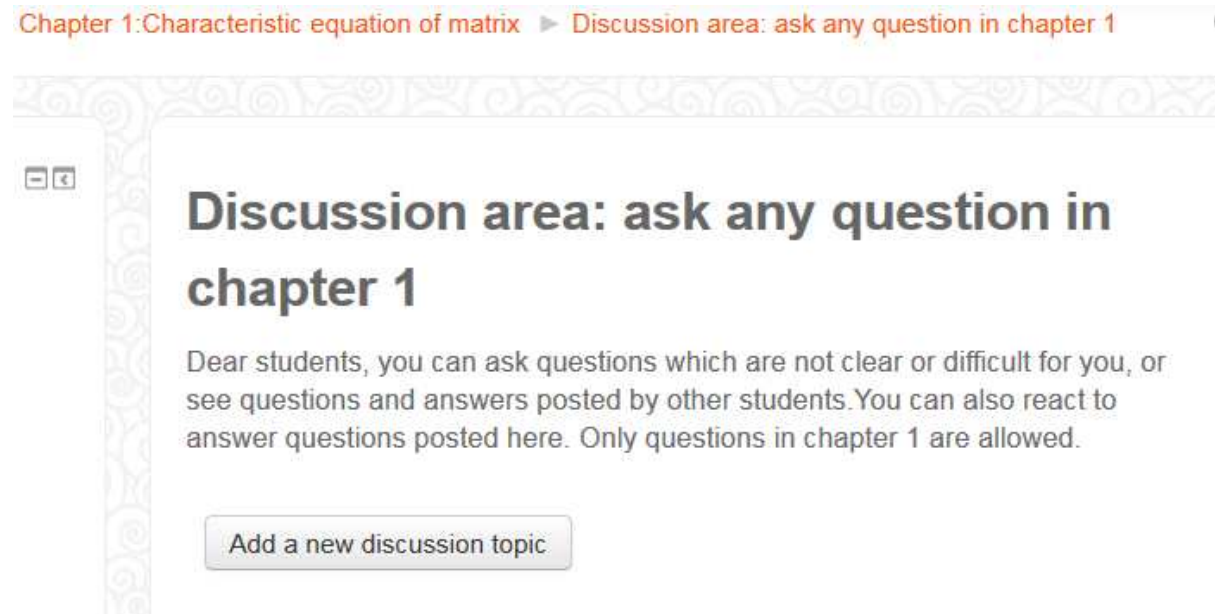 Chapter 1:Characteristic equation of matrix ► Discussion area: ask any question in chapter 1
Discussion area: ask any question in
chapter 1
Dear students, you can ask questions which are not clear or difficult for you, or
see questions and answers posted by other students.You can also react to
answer questions posted here. Only questions in chapter 1 are allowed.
Add a new discussion topic